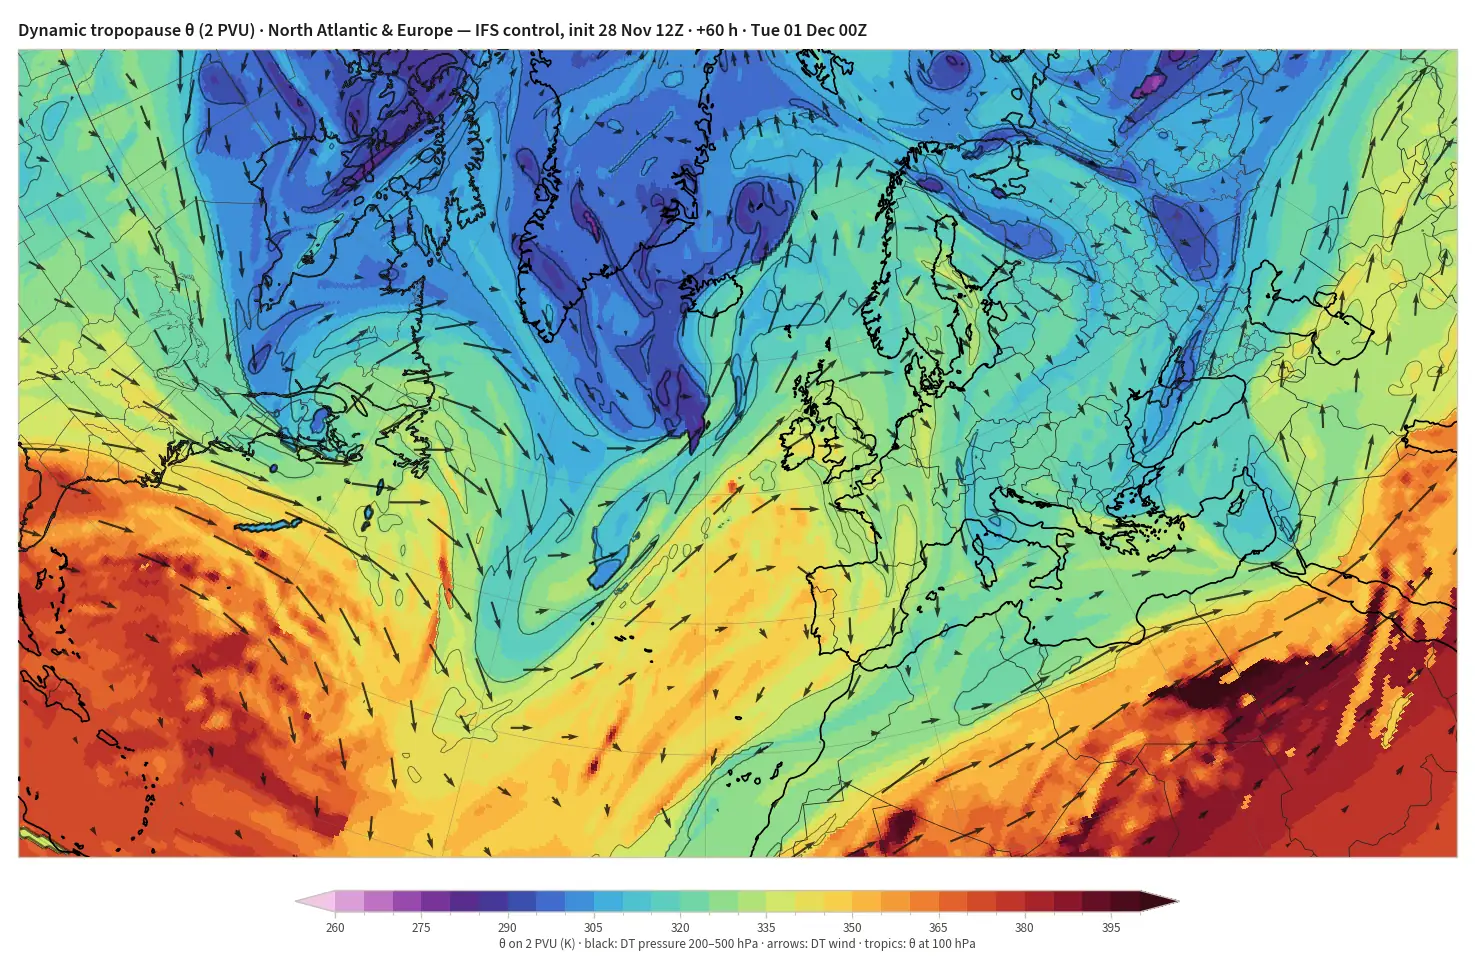 Dynamic tropopause θ (2 PVU) · North Atlantic & Europe — IFS control, init 28 Nov 12Z · +60 h · Tue 01 Dec 00Z
260 275 290 305 320 335 350 365 380 395
θ on 2 PVU (K) · black: DT pressure 200–500 hPa · arrows: DT wind · tropics: θ at 100 hPa